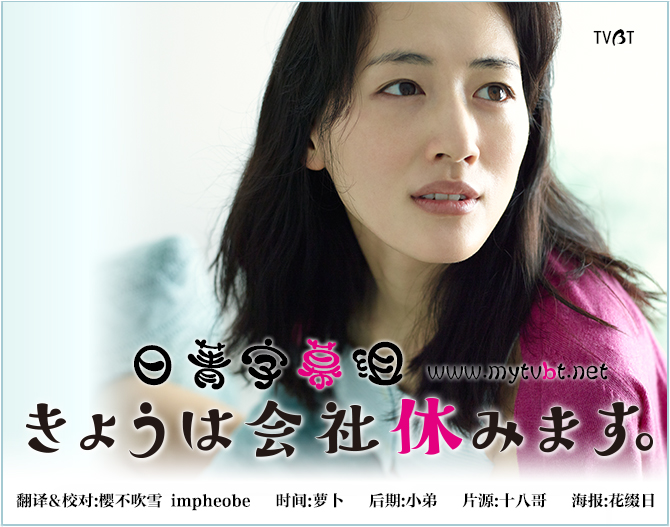 TVBT
日菁字幕组 www.mytvbt.net
きょうは会社休みます。
翻译&校对:樱不吹雪 impheobe 时间:萝卜 后期:小弟 片源:十八哥 海报:花缀日